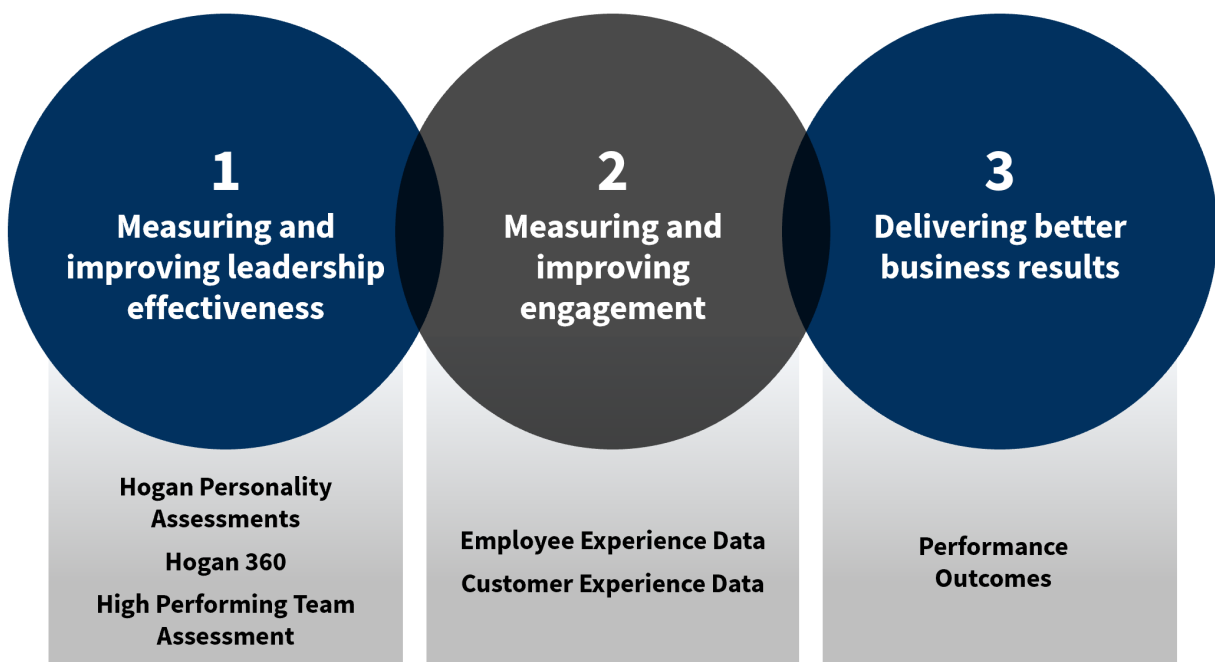 1
Measuring and
improving leadership
effectiveness
Hogan Personality
Assessments
Hogan 360
High Performing Team
Assessment
2
Measuring and
improving
engagement
Employee Experience Data
Customer Experience Data
3
Delivering better
business results
Performance
Outcomes